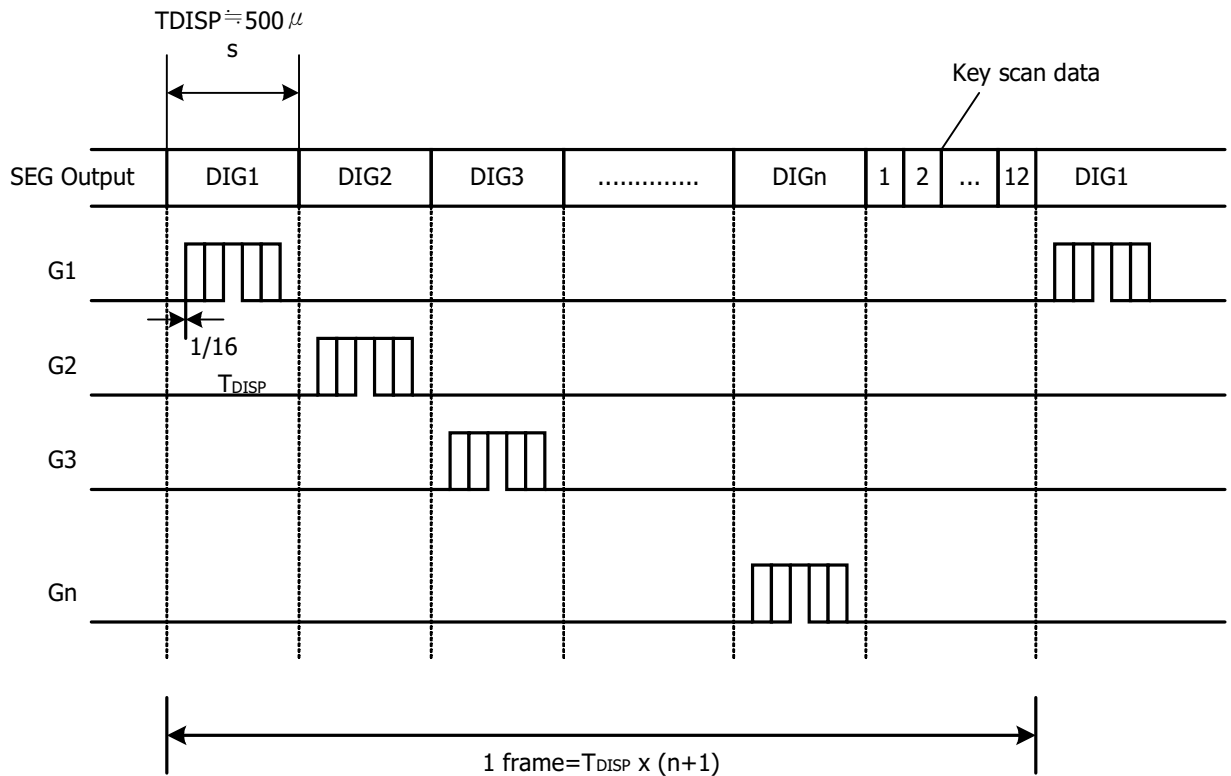 TDISP≒500μ
s
Key scan data
SEG Output DIG1 DIG2 DIG3 .............. DIGn 1 2 ... 12 DIG1
G1
1/16
TDISP
G2
G3
Gn
1 frame=TDISP x (n+1)